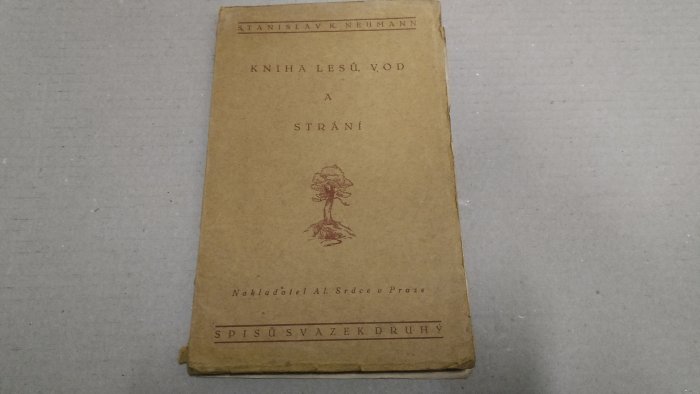 STANISLAV K. NEUMANN
KNIHA LESŮ, VOD
A
STRÁNÍ
Nakladatel Al. Srdce v Praze
SPISŮ SVAZEK DRUHÝ